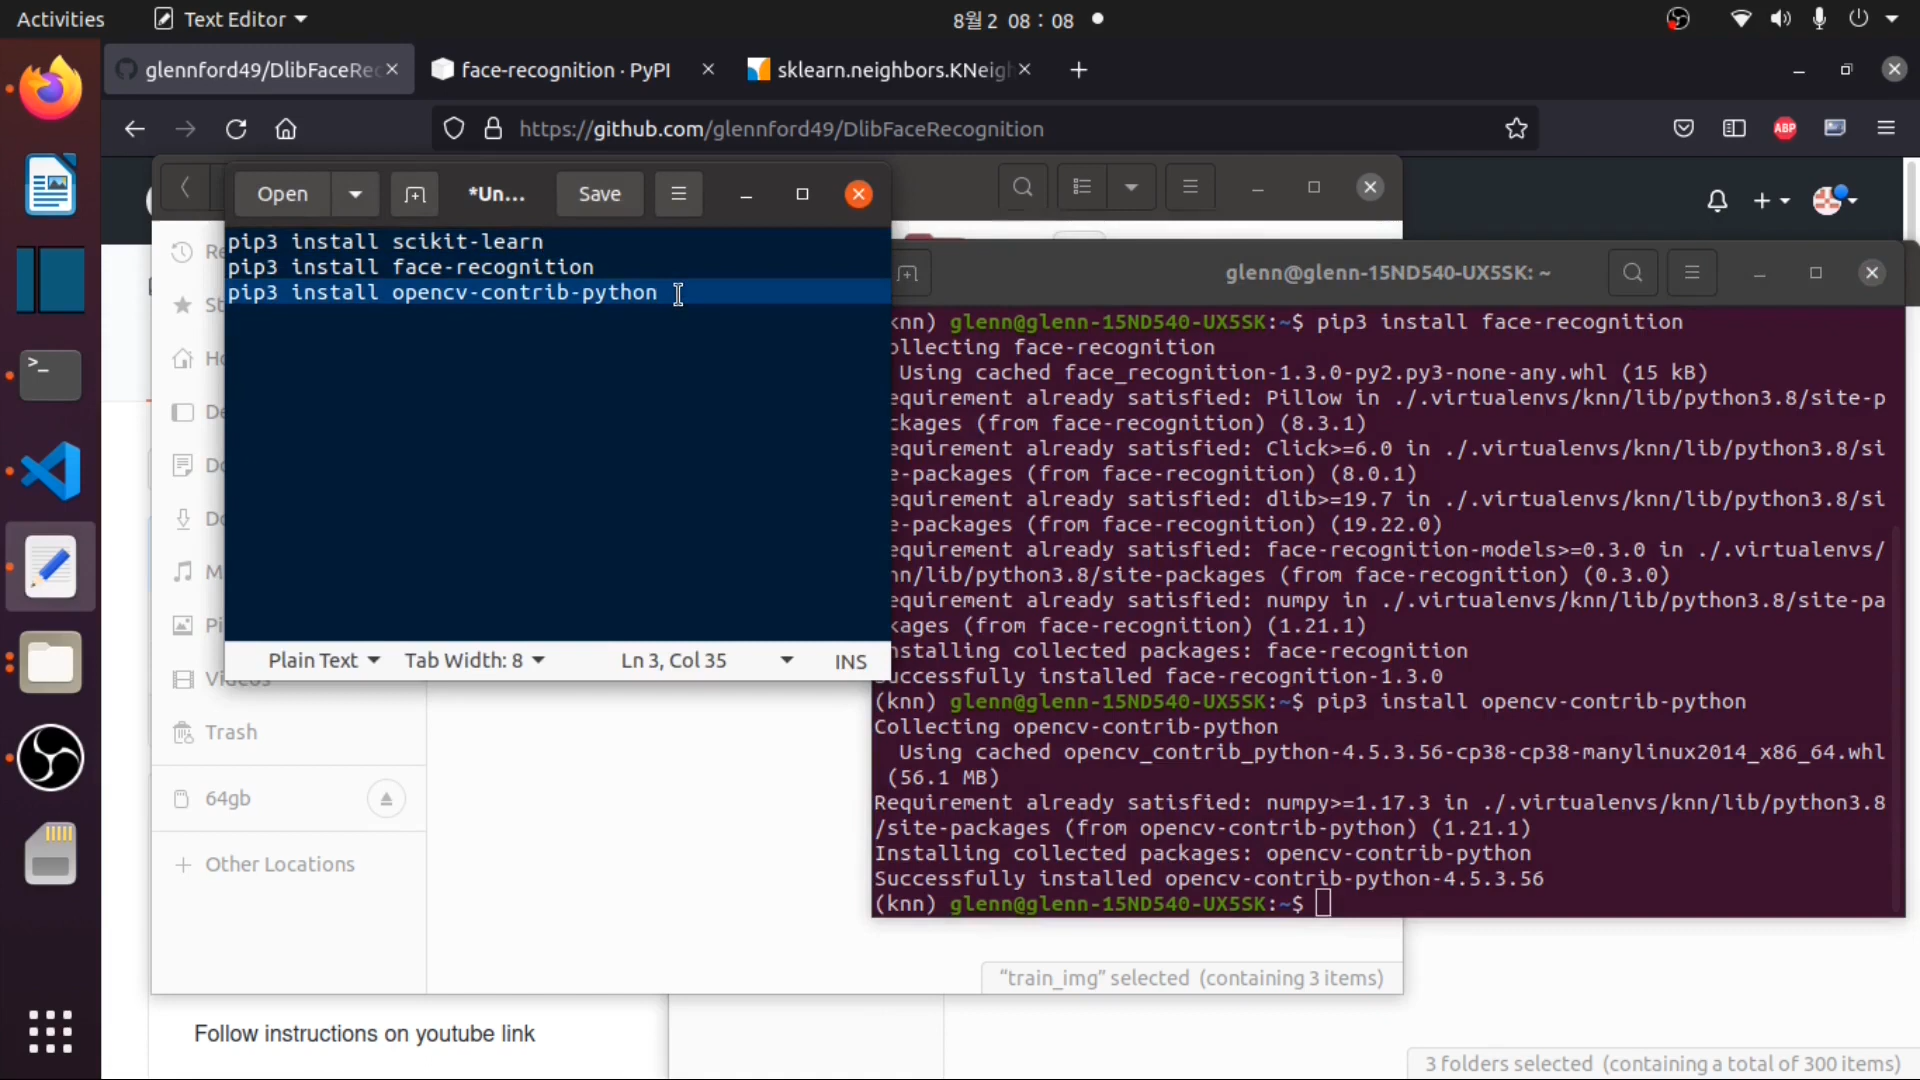 Activities
Text Editor
8월 2 08 : 08
glennford49/DlibFaceRec
face-recognition · PyPI
sklearn.neighbors.KNeigh
https://github.com/glennford49/DlibFaceRecognition
Open
*Un...
Save
pip3 install scikit-learn
pip3 install face-recognition
pip3 install opencv-contrib-python
Plain Text
Tab Width: 8
Ln 3, Col 35
INS
Re
St
Ho
De
Do
Do
M
Pi
Videos
Trash
64gb
Other Locations
"train_img" selected (containing 3 items)
glenn@glenn-15ND540-UX5SK: ~
knn) glenn@glenn-15ND540-UX5SK:~$ pip3 install face-recognition
ollecting face-recognition
Using cached face_recognition-1.3.0-py2.py3-none-any.whl (15 kB)
equirement already satisfied: Pillow in ./.virtualenvs/knn/lib/python3.8/site-p
ckages (from face-recognition) (8.3.1)
equirement already satisfied: Click>=6.0 in ./.virtualenvs/knn/lib/python3.8/si
e-packages (from face-recognition) (8.0.1)
equirement already satisfied: dlib>=19.7 in ./.virtualenvs/knn/lib/python3.8/si
e-packages (from face-recognition) (19.22.0)
equirement already satisfied: face-recognition-models>=0.3.0 in ./.virtualenvs/
nn/lib/python3.8/site-packages (from face-recognition) (0.3.0)
equirement already satisfied: numpy in ./.virtualenvs/knn/lib/python3.8/site-pa
kages (from face-recognition) (1.21.1)
nstalling collected packages: face-recognition
uccessfully installed face-recognition-1.3.0
(knn) glenn@glenn-15ND540-UX5SK:~$ pip3 install opencv-contrib-python
Collecting opencv-contrib-python
Using cached opencv_contrib_python-4.5.3.56-cp38-cp38-manylinux2014_x86_64.whl
(56.1 MB)
Requirement already satisfied: numpy>=1.17.3 in ./.virtualenvs/knn/lib/python3.8
/site-packages (from opencv-contrib-python) (1.21.1)
Installing collected packages: opencv-contrib-python
Successfully installed opencv-contrib-python-4.5.3.56
(knn) glenn@glenn-15ND540-UX5SK:~$
Follow instructions on youtube link
3 folders selected (containing a total of 300 items)
ABP